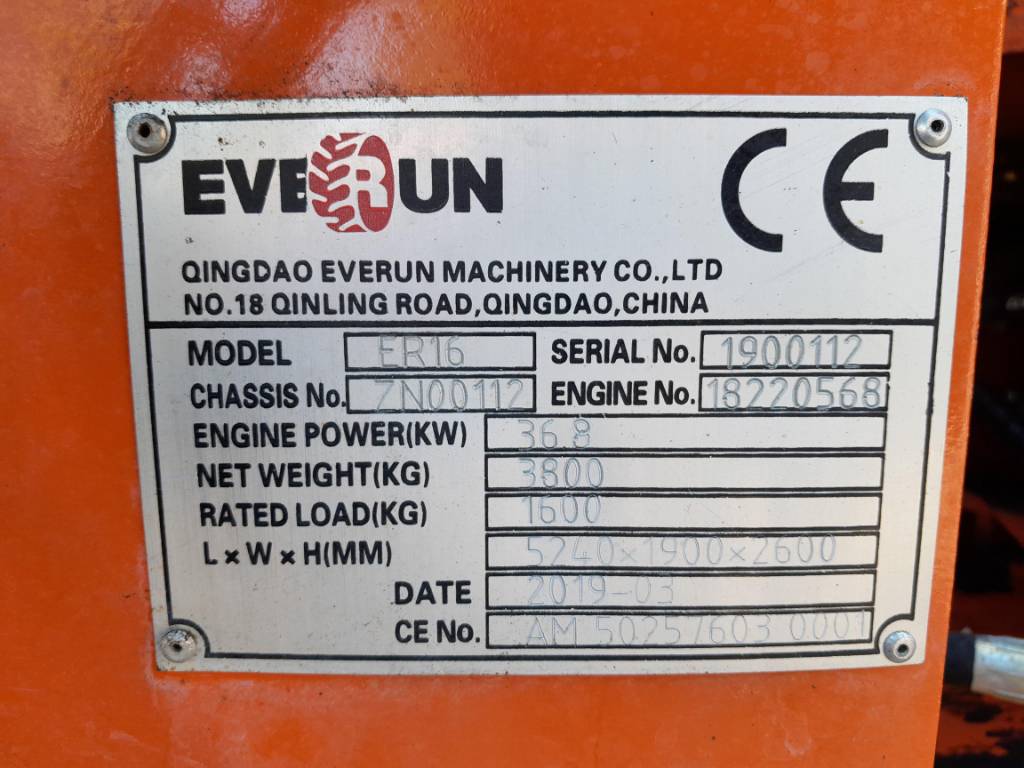 EVERUN CE
QINGDAO EVERUN MACHINERY CO.,LTD
NO.18 QINLING ROAD,QINGDAO,CHINA
MODEL ER16 SERIAL No. 1900112
CHASSIS No. ZN00112 ENGINE No. 18220568
ENGINE POWER(KW) 36.8
NET WEIGHT(KG) 3800
RATED LOAD(KG) 1600
L×W×H(MM) 5240×1900×2600
DATE 2019-03
CE No. AM 50257603 0001